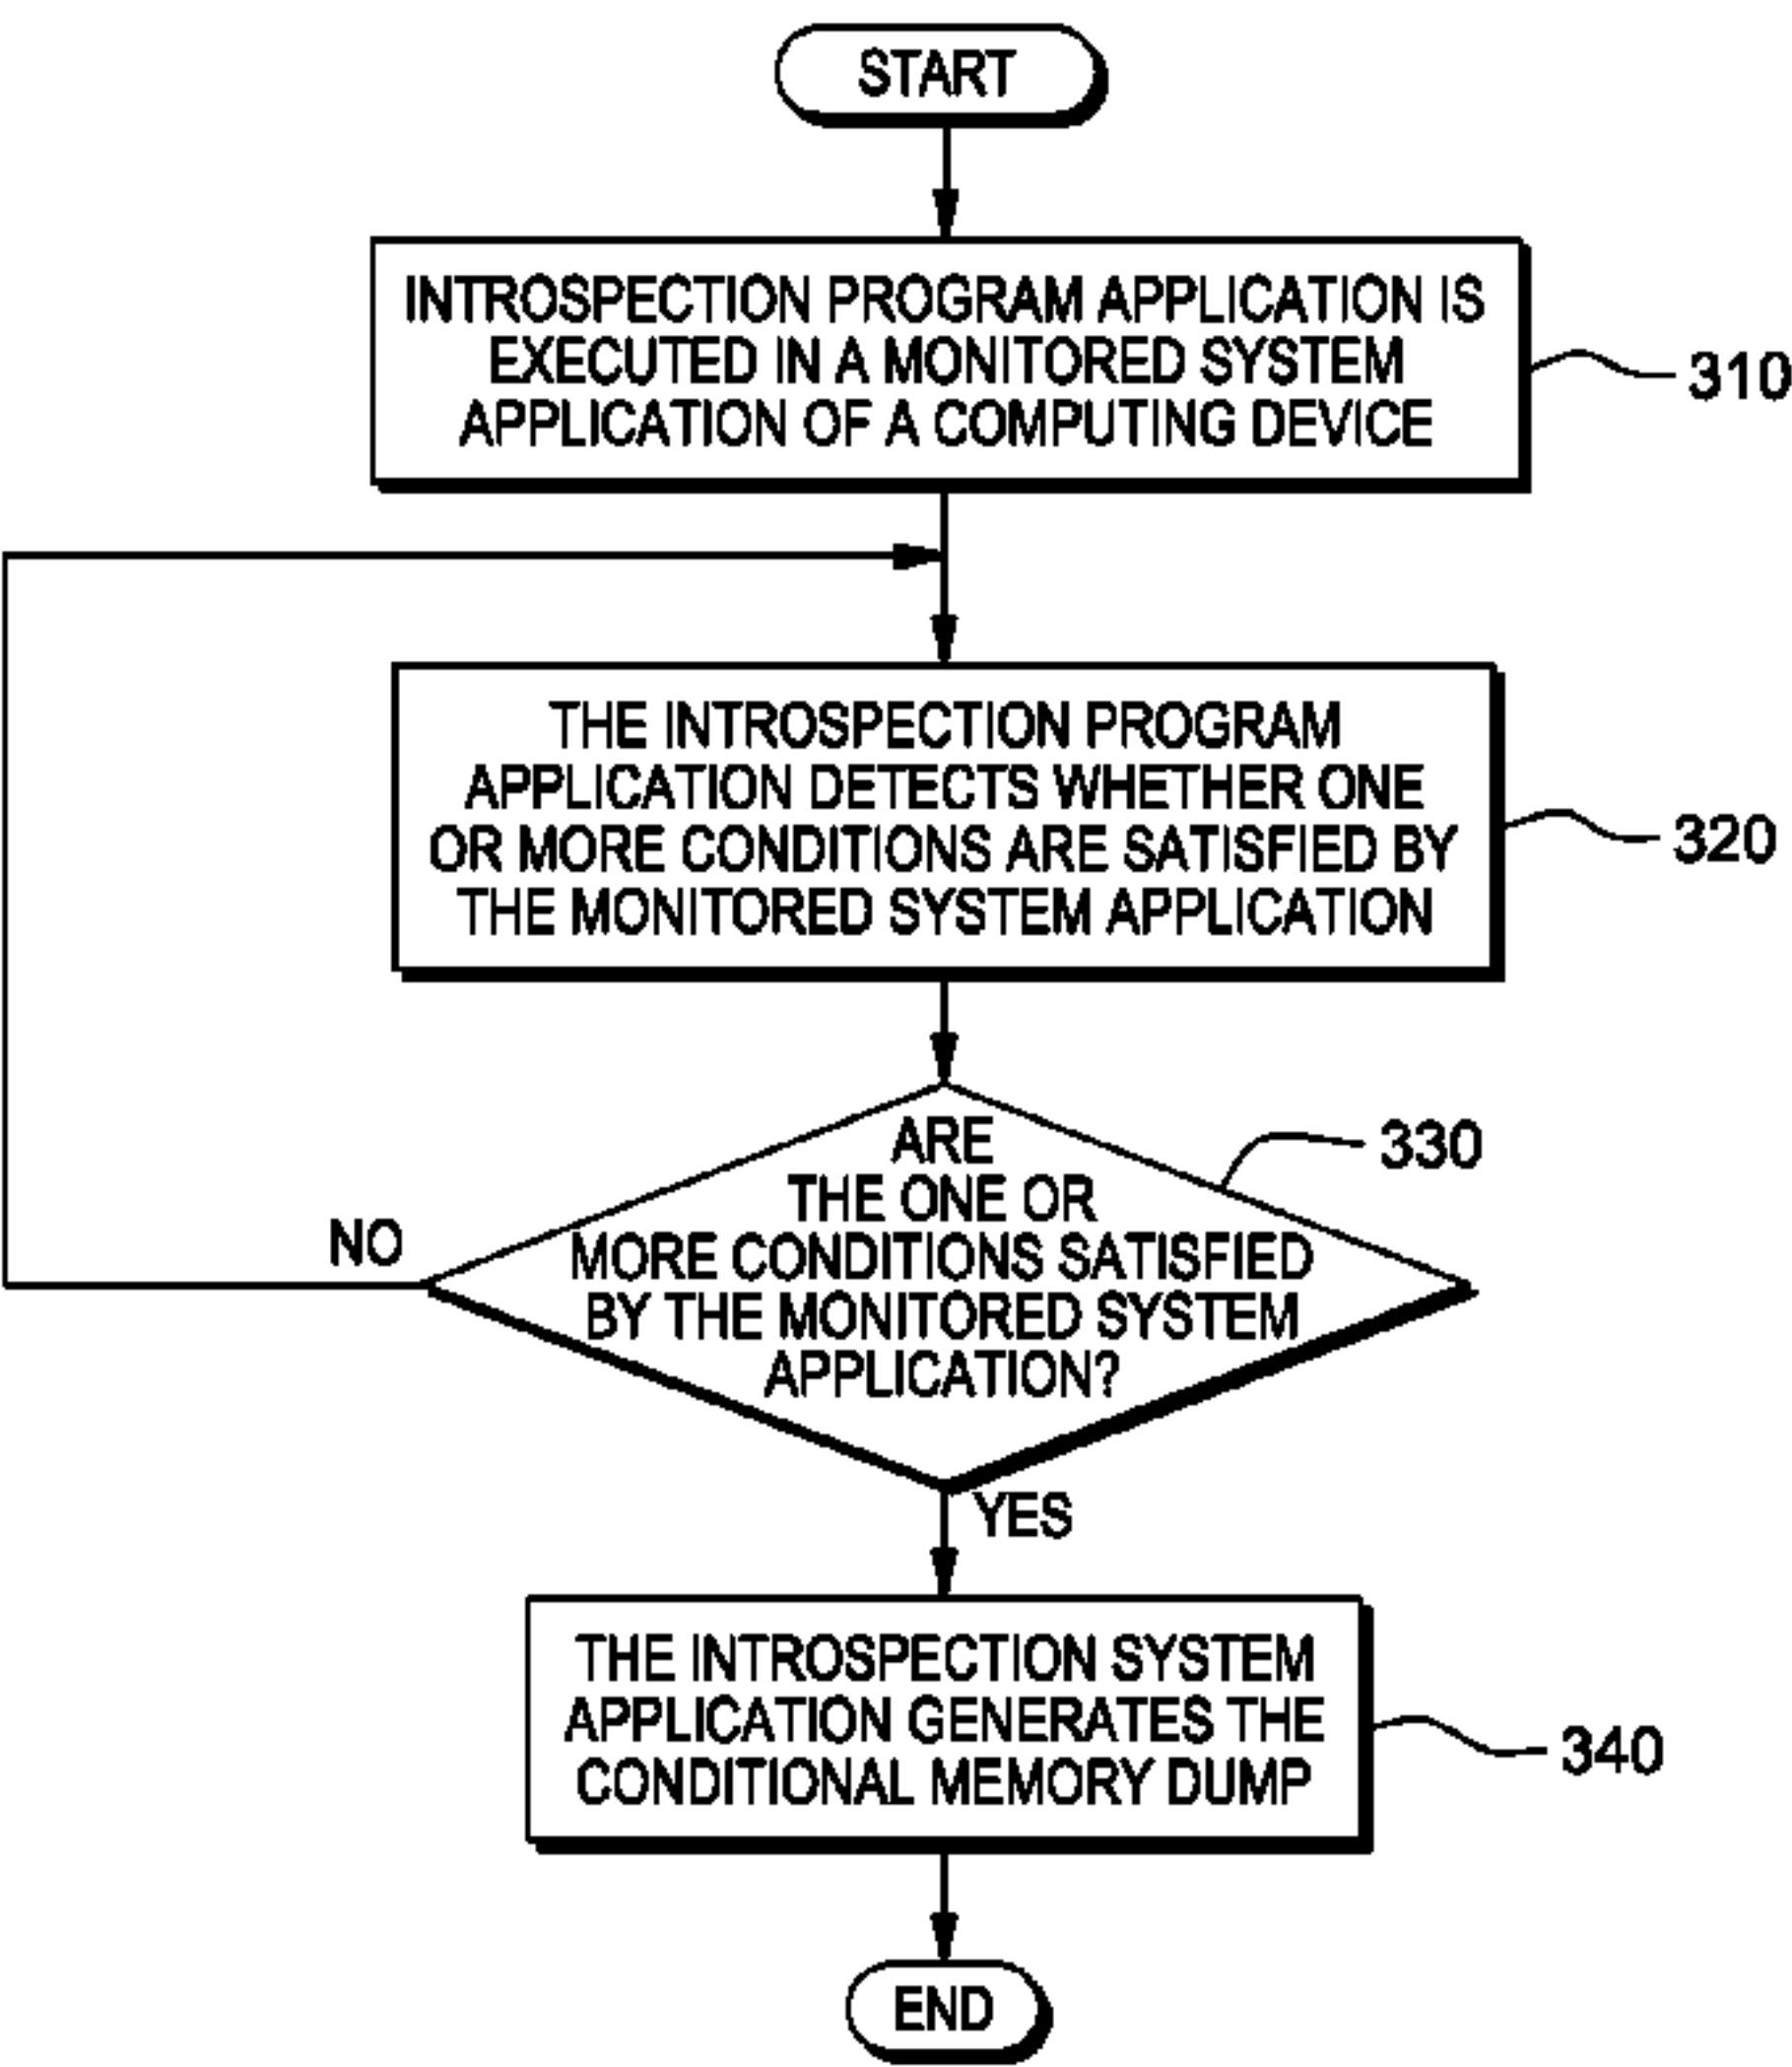 START
INTROSPECTION PROGRAM APPLICATION IS
EXECUTED IN A MONITORED SYSTEM
APPLICATION OF A COMPUTING DEVICE
310
THE INTROSPECTION PROGRAM
APPLICATION DETECTS WHETHER ONE
OR MORE CONDITIONS ARE SATISFIED BY
THE MONITORED SYSTEM APPLICATION
320
ARE
THE ONE OR
MORE CONDITIONS SATISFIED
BY THE MONITORED SYSTEM
APPLICATION?
330
NO
YES
THE INTROSPECTION SYSTEM
APPLICATION GENERATES THE
CONDITIONAL MEMORY DUMP
340
END